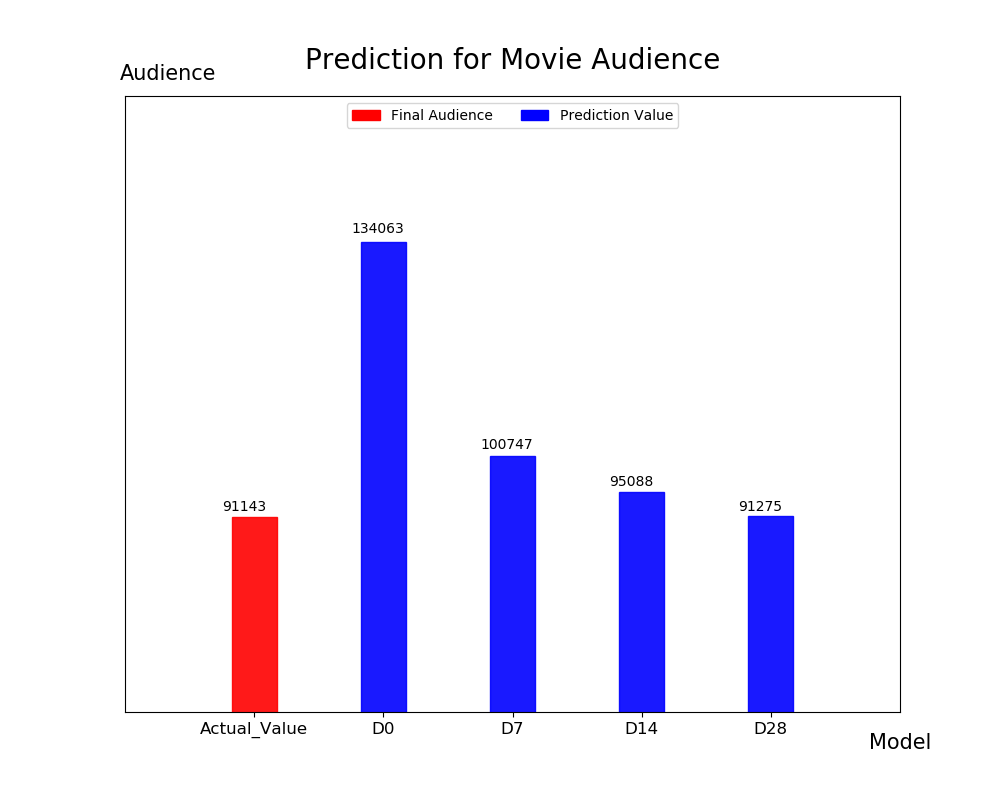 Prediction for Movie Audience
Audience
Final Audience Prediction Value
134063
100747
95088
91143
91275
Actual_Value D0 D7 D14 D28
Model